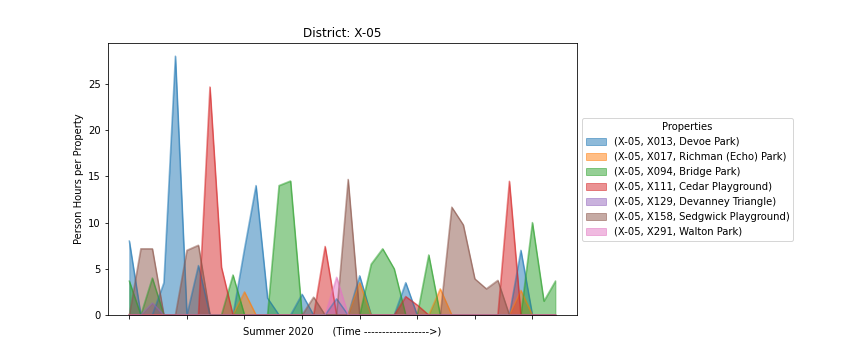 District: X-05
Person Hours per Property
25
20
15
10
5
0
Summer 2020 (Time ------------------>)
Properties
(X-05, X013, Devoe Park)
(X-05, X017, Richman (Echo) Park)
(X-05, X094, Bridge Park)
(X-05, X111, Cedar Playground)
(X-05, X129, Devanney Triangle)
(X-05, X158, Sedgwick Playground)
(X-05, X291, Walton Park)